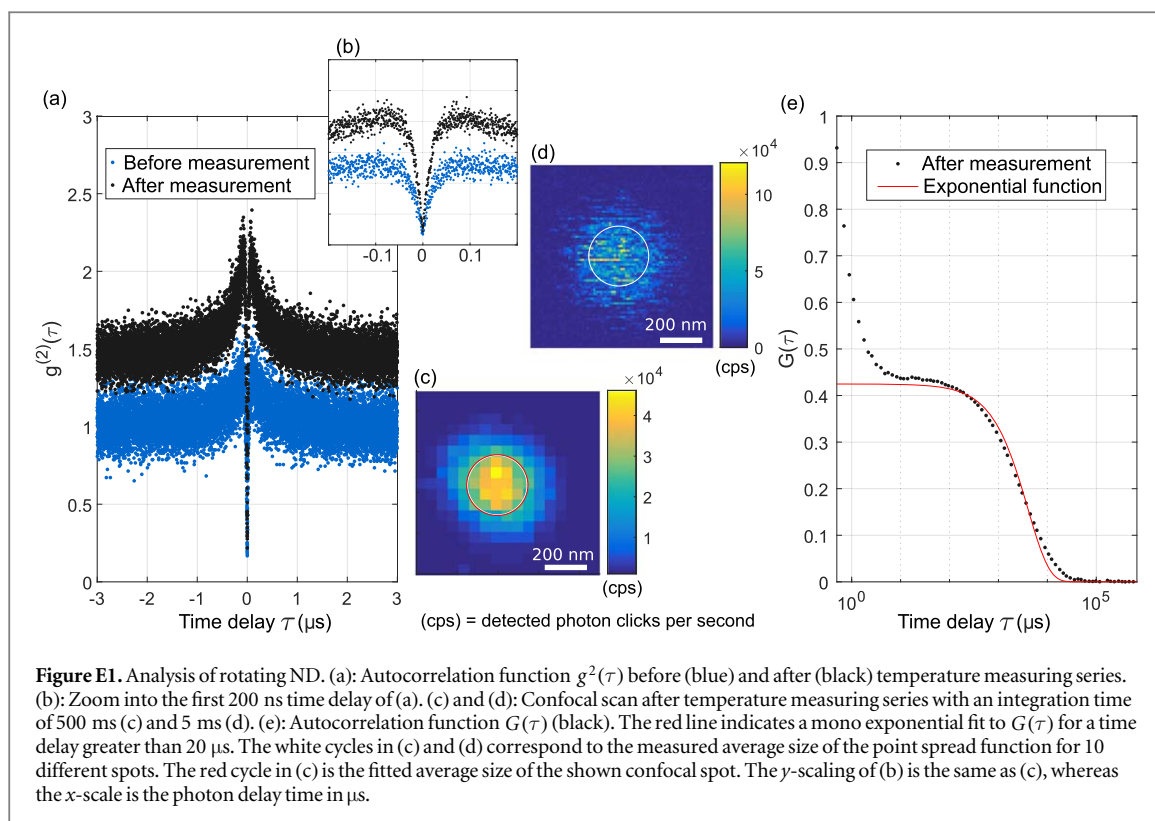 (a)
3
2.5
2
1.5
1
0.5
0
g(2)(τ)
Before measurement
After measurement
-3 -2 -1 0 1 2 3
Time delay τ (µs)
(b)
-0.1 0 0.1
(d)
200 nm
× 10⁴
10
5
0
(cps)
(c)
200 nm
× 10⁴
4
3
2
1
(cps)
(cps) = detected photon clicks per second
(e)
1
0.9
0.8
0.7
0.6
0.5
0.4
0.3
0.2
0.1
0
G(τ)
After measurement
Exponential function
10⁰ 10⁵
Time delay τ (µs)
Figure E1. Analysis of rotating ND. (a): Autocorrelation function g²(τ) before (blue) and after (black) temperature measuring series.
(b): Zoom into the first 200 ns time delay of (a). (c) and (d): Confocal scan after temperature measuring series with an integration time
of 500 ms (c) and 5 ms (d). (e): Autocorrelation function G(τ) (black). The red line indicates a mono exponential fit to G(τ) for a time
delay greater than 20 µs. The white cycles in (c) and (d) correspond to the measured average size of the point spread function for 10
different spots. The red cycle in (c) is the fitted average size of the shown confocal spot. The y-scaling of (b) is the same as (c), whereas
the x-scale is the photon delay time in µs.